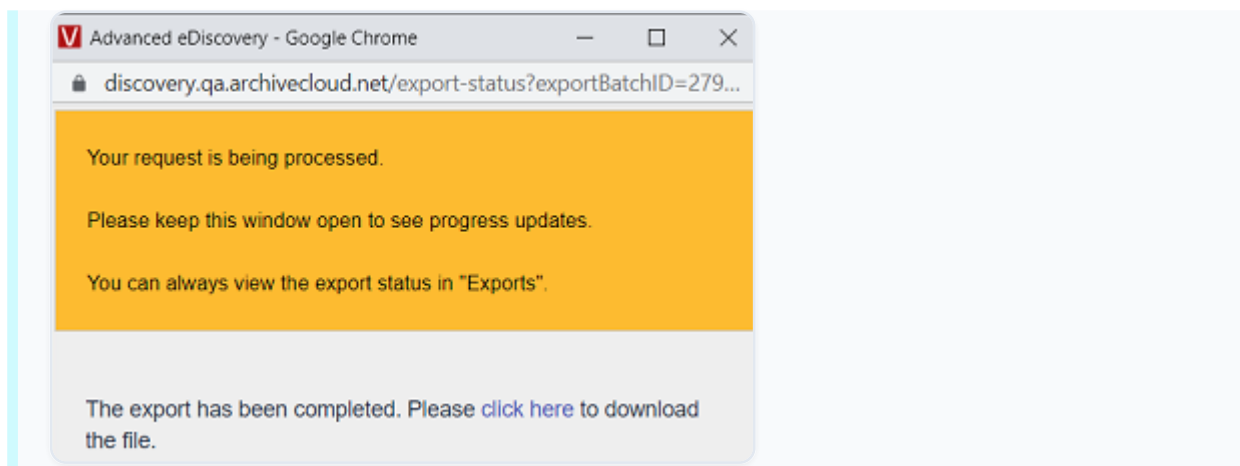 Advanced eDiscovery - Google Chrome
discovery.qa.archivecloud.net/export-status?exportBatchID=279...
Your request is being processed.
Please keep this window open to see progress updates.
You can always view the export status in "Exports".
The export has been completed. Please click here to download
the file.